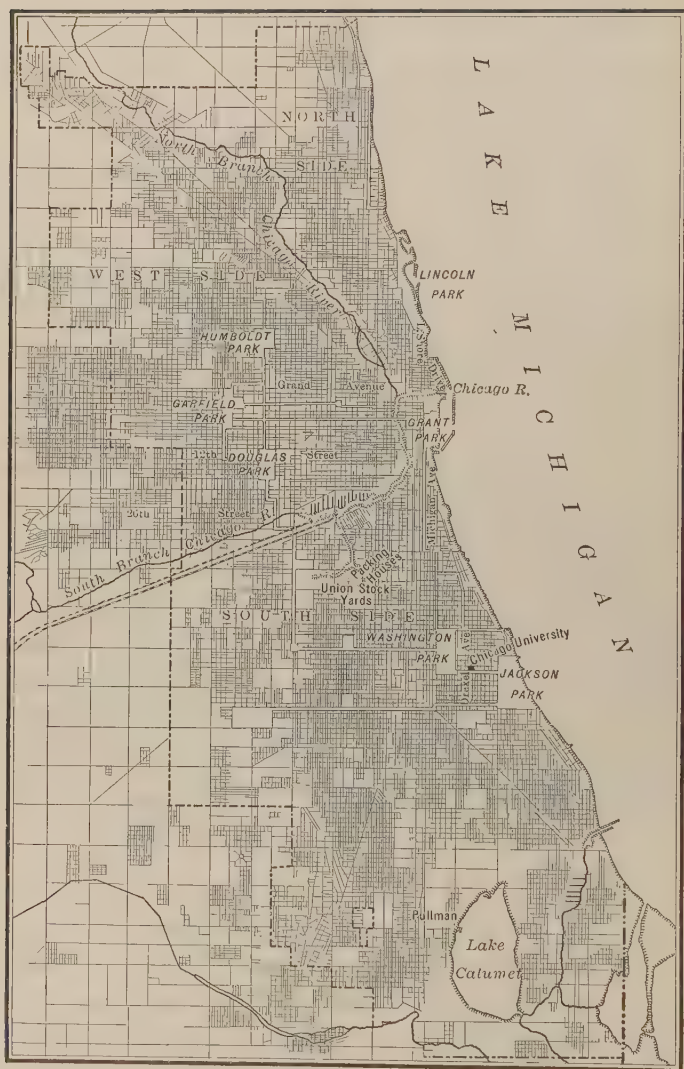 LAKE MICHIGAN
NORTH
SIDE
North Branch
Chicago River
WEST SIDE
LINCOLN
PARK
HUMBOLDT
PARK
Drive
Grand Avenue
Chicago R.
GARFIELD
PARK
GRANT
PARK
12th Street
DOUGLAS
PARK
Michigan Ave.
26th Street
South Branch Chicago R.
Packing
Houses
Union Stock
Yards
SOUTH SIDE
WASHINGTON
PARK
Drexel Ave
Chicago University
JACKSON
PARK
Pullman
Lake
Calumet